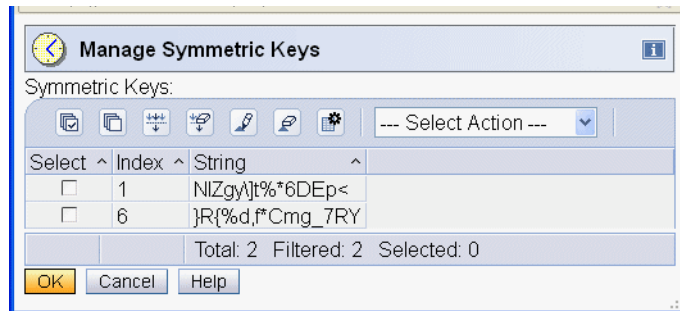 Manage Symmetric Keys
Symmetric Keys:
--- Select Action ---
Select Index String
1 NIZgy\]t%*6DEp<
6 }R{%d,f*Cmg_7RY
Total: 2 Filtered: 2 Selected: 0
OK Cancel Help